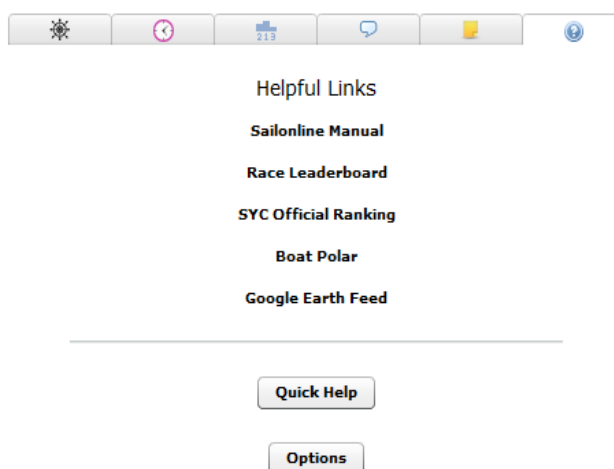 213
Helpful Links
Sailonline Manual
Race Leaderboard
SYC Official Ranking
Boat Polar
Google Earth Feed
Quick Help
Options